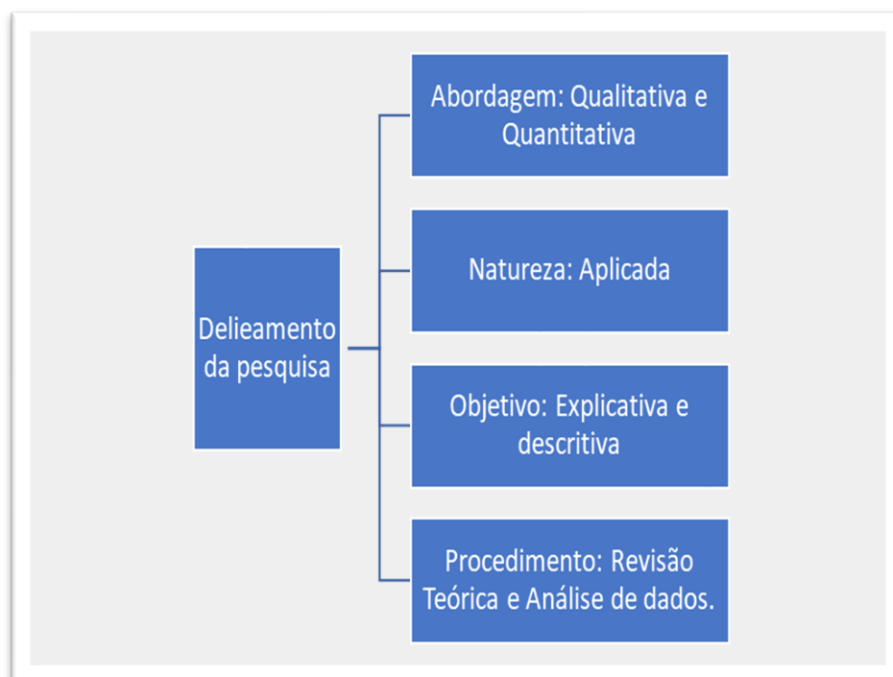 Abordagem: Qualitativa e
Quantitativa
Natureza: Aplicada
Delieamento
da pesquisa
Objetivo: Explicativa e
descritiva
Procedimento: Revisão
Teórica e Análise de dados.